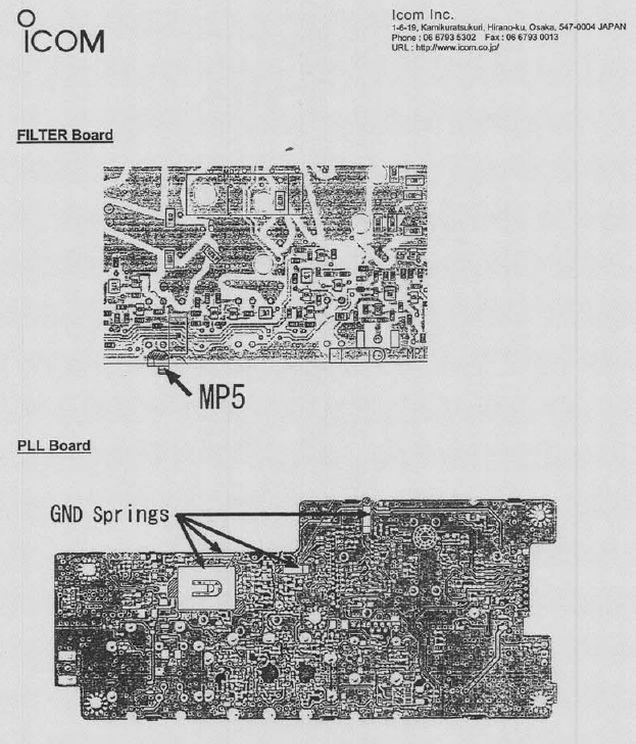 ICOM
Icom Inc.
1-6-19, Kamikuratsukuri, Hirano-ku, Osaka, 547-0004 JAPAN
Phone : 06 6793 5302 Fax : 06 6793 0013
URL : http://www.icom.co.jp/
FILTER Board
MP1
MP5
PLL Board
GND Springs